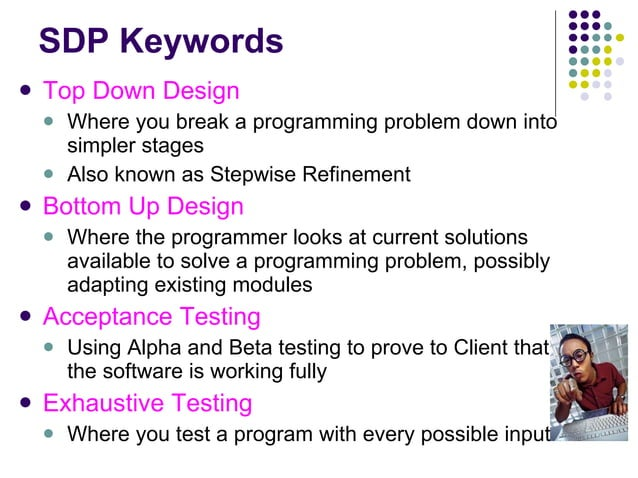 SDP Keywords
Top Down Design
Where you break a programming problem down into
simpler stages
Also known as Stepwise Refinement
Bottom Up Design
Where the programmer looks at current solutions
available to solve a programming problem, possibly
adapting existing modules
Acceptance Testing
Using Alpha and Beta testing to prove to Client that
the software is working fully
Exhaustive Testing
Where you test a program with every possible input